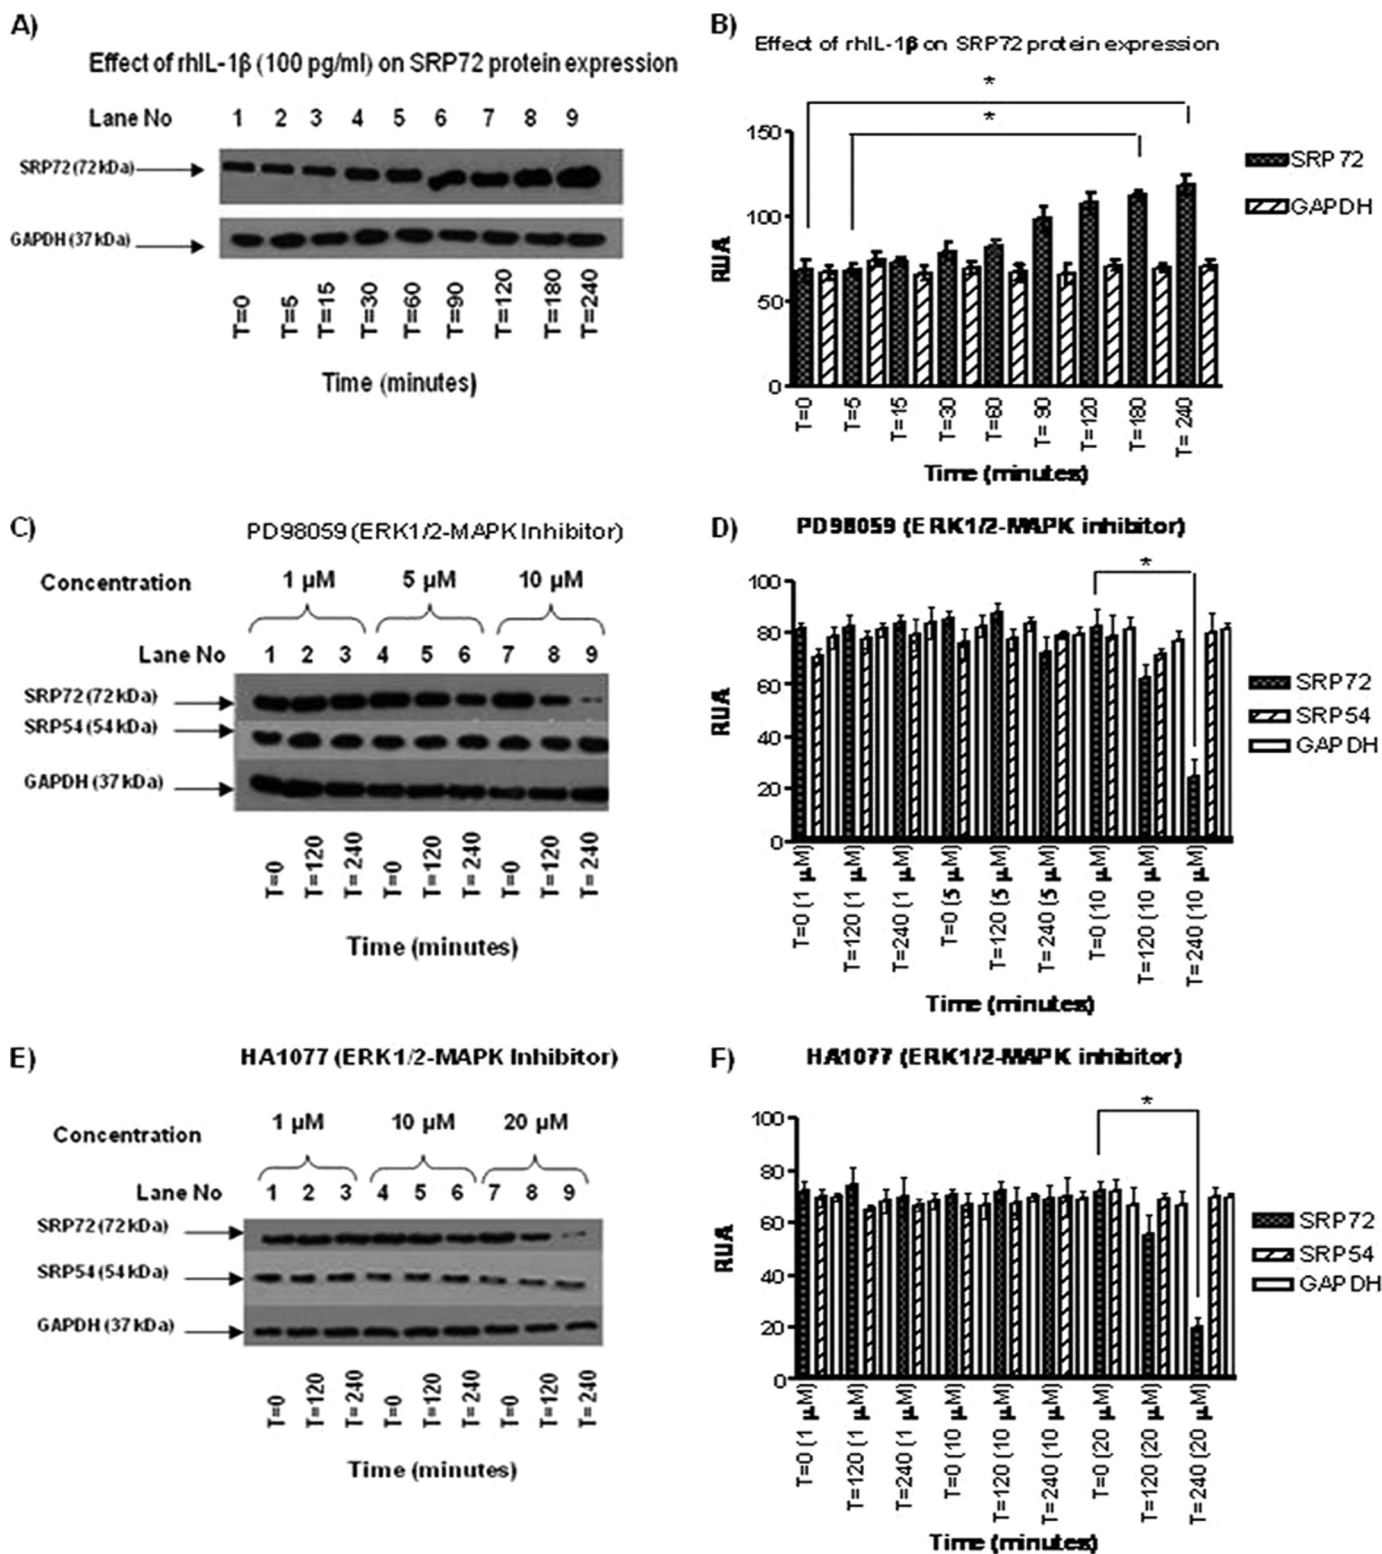 A)
Effect of rhIL-1β (100 pg/ml) on SRP72 protein expression
Lane No 1 2 3 4 5 6 7 8 9
SRP72 (72kDa)
GAPDH (37 kDa)
T=0 T=5 T=15 T=30 T=60 T=90 T=120 T=180 T=240
Time (minutes)
B)
Effect of rhIL-1β on SRP72 protein expression
*
*
150
100
50
0
RUA
SRP72
GAPDH
T=0 T=5 T=15 T=30 T=60 T= 90 T=120 T=180 T= 240
Time (minutes)
C)
PD98059 (ERK1/2-MAPK Inhibitor)
Concentration 1 µM 5 µM 10 µM
Lane No 1 2 3 4 5 6 7 8 9
SRP72 (72kDa)
SRP54 (54 kDa)
GAPDH (37 kDa)
T=0 T=120 T=240 T=0 T=120 T=240 T=0 T=120 T=240
Time (minutes)
D)
PD98059 (ERK1/2-MAPK inhibitor)
*
100
80
60
40
20
0
RUA
SRP72
SRP54
GAPDH
T=0 (1 µM) T=120 (1 µM) T=240 (1 µM) T=0 (5 µM) T=120 (5 µM) T=240 (5 µM) T=0 (10 µM) T=120 (10 µM) T=240 (10 µM)
Time (minutes)
E)
HA1077 (ERK1/2-MAPK Inhibitor)
Concentration 1 µM 10 µM 20 µM
Lane No 1 2 3 4 5 6 7 8 9
SRP72 (72kDa)
SRP54 (54 kDa)
GAPDH (37 kDa)
T=0 T=120 T=240 T=0 T=120 T=240 T=0 T=120 T=240
Time (minutes)
F)
HA1077 (ERK1/2-MAPK inhibitor)
*
100
80
60
40
20
0
RUA
SRP72
SRP54
GAPDH
T=0 (1 µM) T=120 (1 µM) T=240 (1 µM) T=0 (10 µM) T=120 (10 µM) T=240 (10 µM) T=0 (20 µM) T=120 (20 µM) T=240 (20 µM)
Time (minutes)